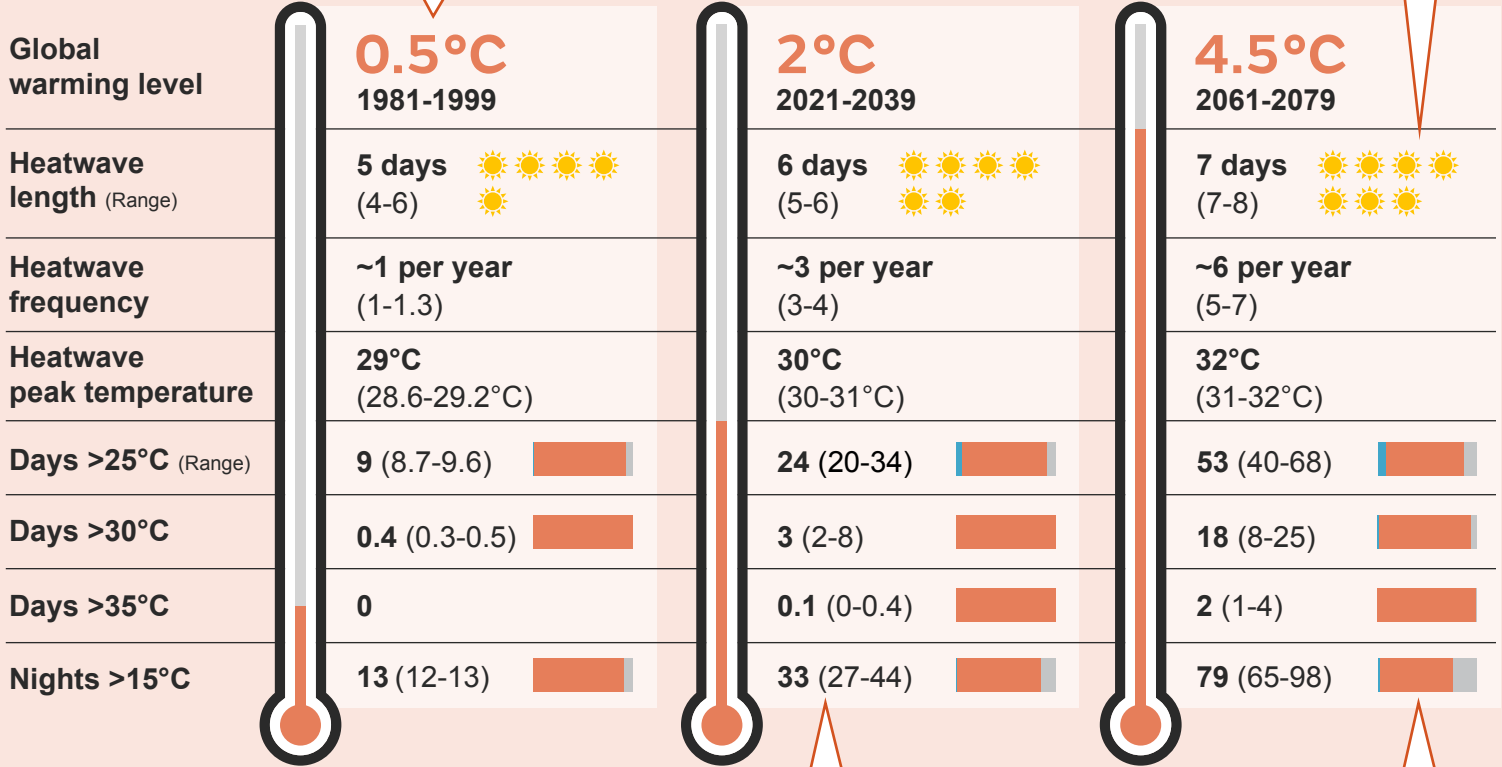 Global
warming level
0.5°C
1981-1999
2°C
2021-2039
4.5°C
2061-2079
Heatwave
length (Range)
5 days
(4-6)
6 days
(5-6)
7 days
(7-8)
Heatwave
frequency
~1 per year
(1-1.3)
~3 per year
(3-4)
~6 per year
(5-7)
Heatwave
peak temperature
29°C
(28.6-29.2°C)
30°C
(30-31°C)
32°C
(31-32°C)
Days >25°C (Range)
9 (8.7-9.6)
24 (20-34)
53 (40-68)
Days >30°C
0.4 (0.3-0.5)
3 (2-8)
18 (8-25)
Days >35°C
0
0.1 (0-0.4)
2 (1-4)
Nights >15°C
13 (12-13)
33 (27-44)
79 (65-98)